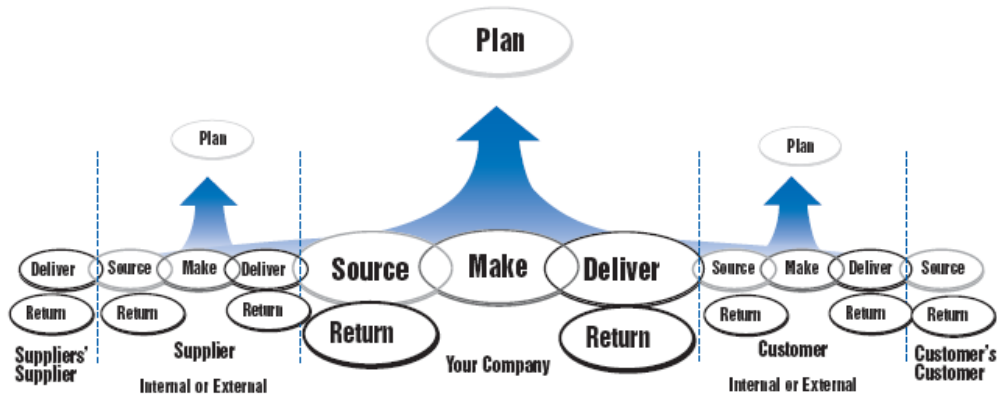 Plan
Plan
Plan
Deliver Source Make Deliver Source Make Deliver Source Make Deliver Source
Return Return Return Return Return Return Return Return
Suppliers'
Supplier
Supplier
Internal or External
Your Company
Customer
Internal or External
Customer's
Customer